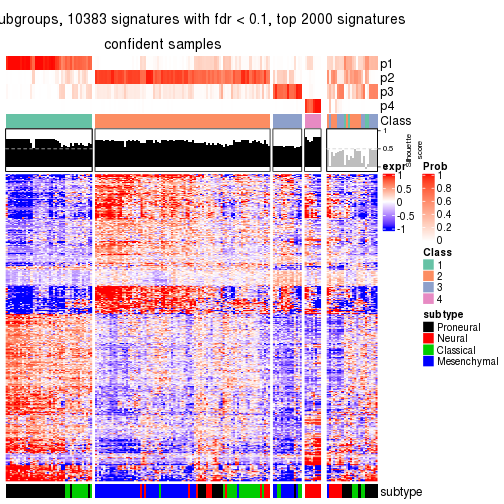 ubgroups, 10383 signatures with fdr < 0.1, top 2000 signatures
confident samples
p1
p2
p3
p4
Class
1
0.5
0
Silhouette
score
expr
1
0.5
0
-0.5
-1
Prob
1
0.8
0.6
0.4
0.2
0
Class
1
2
3
4
subtype
Proneural
Neural
Classical
Mesenchymal
subtype